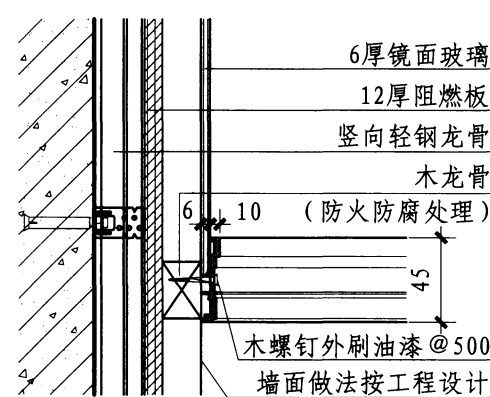 6厚镜面玻璃
12厚阻燃板
竖向轻钢龙骨
木龙骨
6 10 （防火防腐处理）
45
木螺钉外刷油漆@500
墙面做法按工程设计